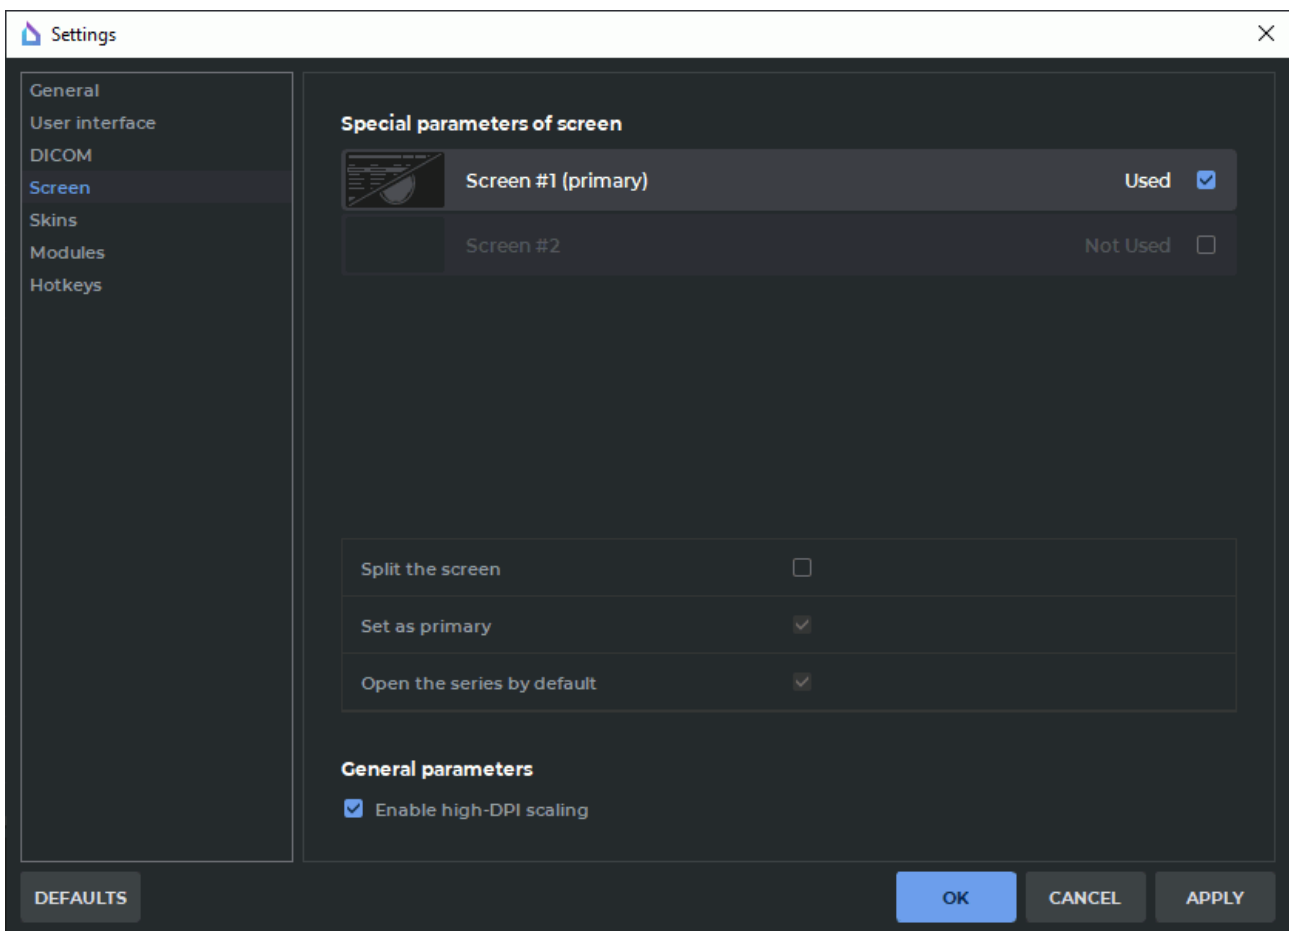 Settings
General
User interface
DICOM
Screen
Skins
Modules
Hotkeys
Special parameters of screen
Screen #1 (primary) Used
Screen #2 Not Used
Split the screen
Set as primary
Open the series by default
General parameters
Enable high-DPI scaling
DEFAULTS OK CANCEL APPLY